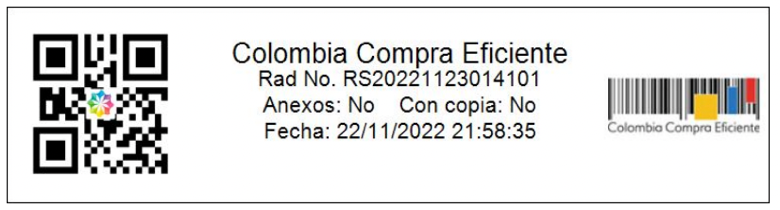 Colombia Compra Eficiente
Rad No. RS20221123014101
Anexos: No Con copia: No
Fecha: 22/11/2022 21:58:35
Colombia Compra Eficiente